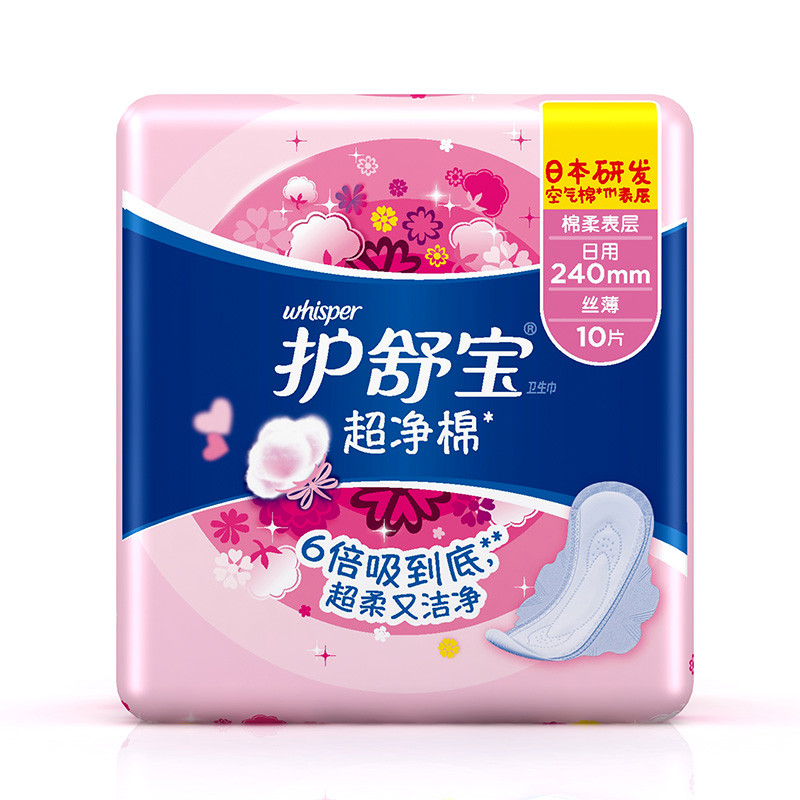 日本研发
空气棉*TM表层
棉柔表层
日用
240mm
丝薄
10片
whisper
护舒宝®
卫生巾
超净棉*
6倍吸到底,**
超柔又洁净